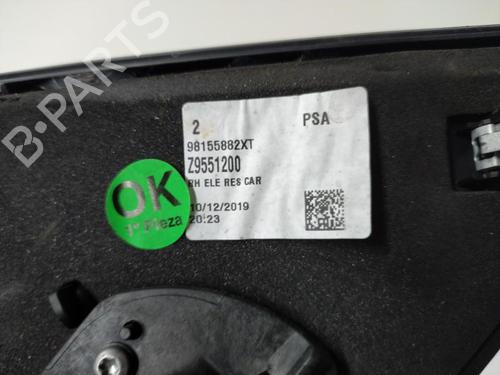 B-PARTS
2 PSA
98155882XT
Z9551200
RH ELE RES CAR
10/12/2019
20:23
OK
1ª Pieza